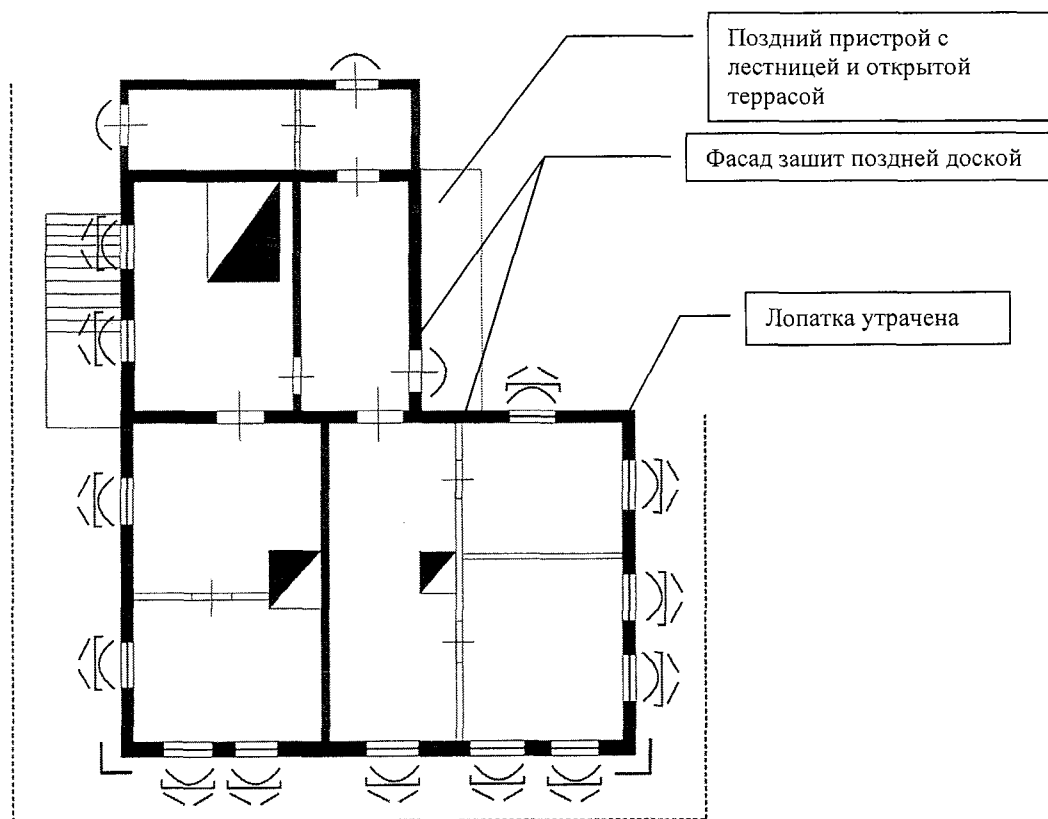 Поздний пристрой с
лестницей и открытой
террасой
Фасад зашит поздней доской
Лопатка утрачена